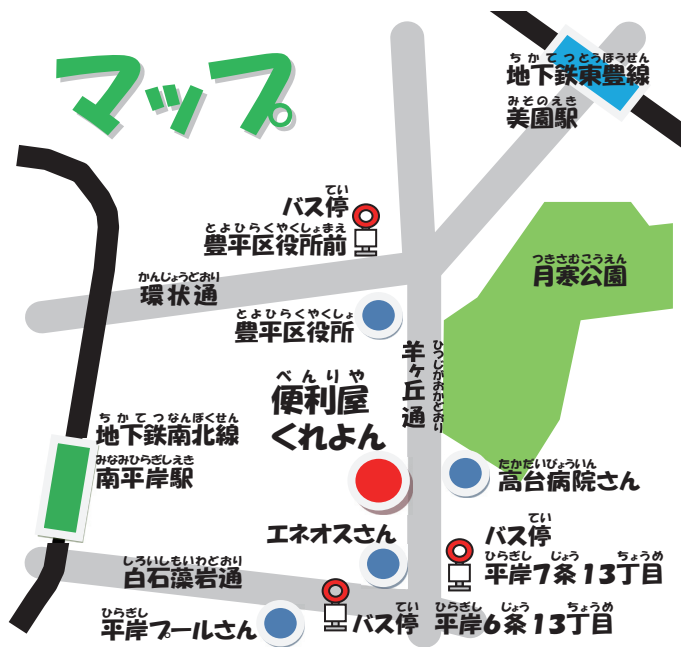 マップ
ちかてつとうほうせん
地下鉄東豊線
みそのえき
美園駅
てい
バス停
とよひらくやくしょまえ
豊平区役所前
つきさむこうえん
月寒公園
かんじょうどおり
環状通
とよひらくやくしょ
豊平区役所
ひつじがおかどおり
羊ヶ丘通
べんりや
便利屋
くれよん
ちかてつなんぼくせん
地下鉄南北線
みなみひらぎしえき
南平岸駅
たかだいびょういん
高台病院さん
エネオスさん
てい
バス停
ひらぎし じょう ちょうめ
平岸7条13丁目
しろいしもいわどおり
白石藻岩通
ひらぎし
平岸プールさん
てい ひらぎし じょう ちょうめ
バス停 平岸6条13丁目